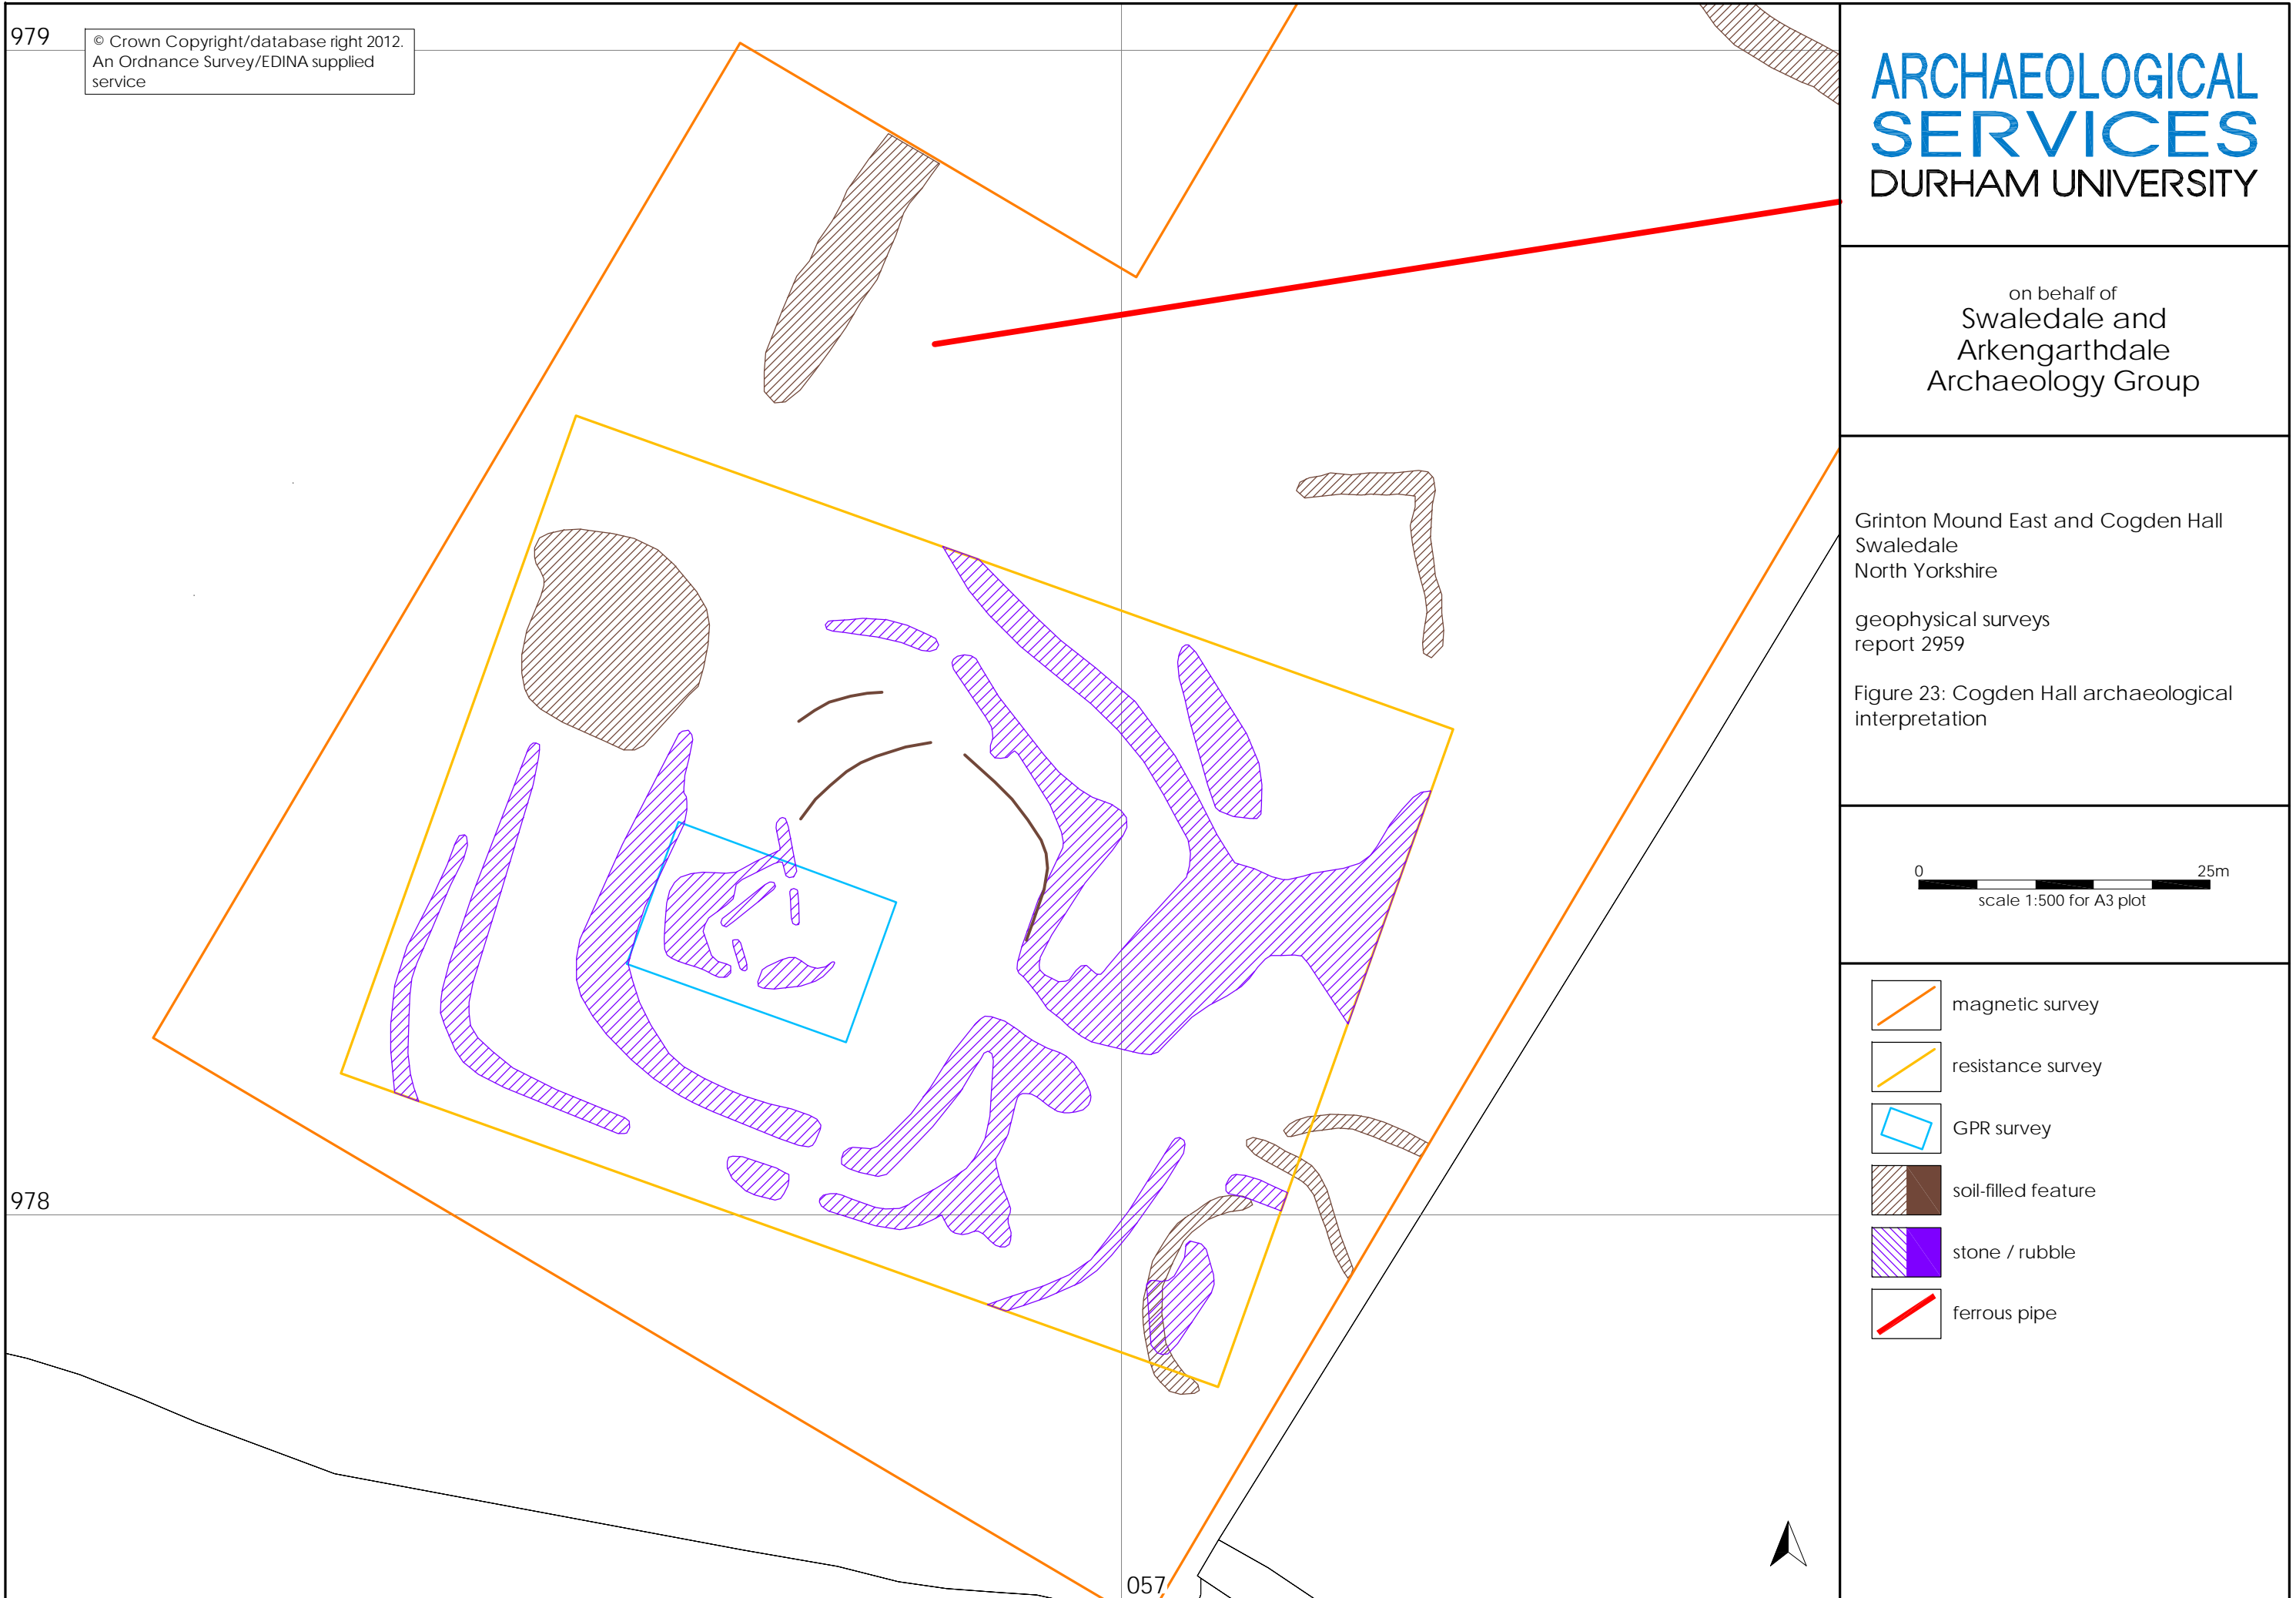 979
© Crown Copyright/database right 2012.
An Ordnance Survey/EDINA supplied
service
978
057
ARCHAEOLOGICAL
SERVICES
DURHAM UNIVERSITY
on behalf of
Swaledale and
Arkengarthdale
Archaeology Group
Grinton Mound East and Cogden Hall
Swaledale
North Yorkshire
geophysical surveys
report 2959
Figure 23: Cogden Hall archaeological
interpretation
0 25m
scale 1:500 for A3 plot
magnetic survey
resistance survey
GPR survey
soil-filled feature
stone / rubble
ferrous pipe